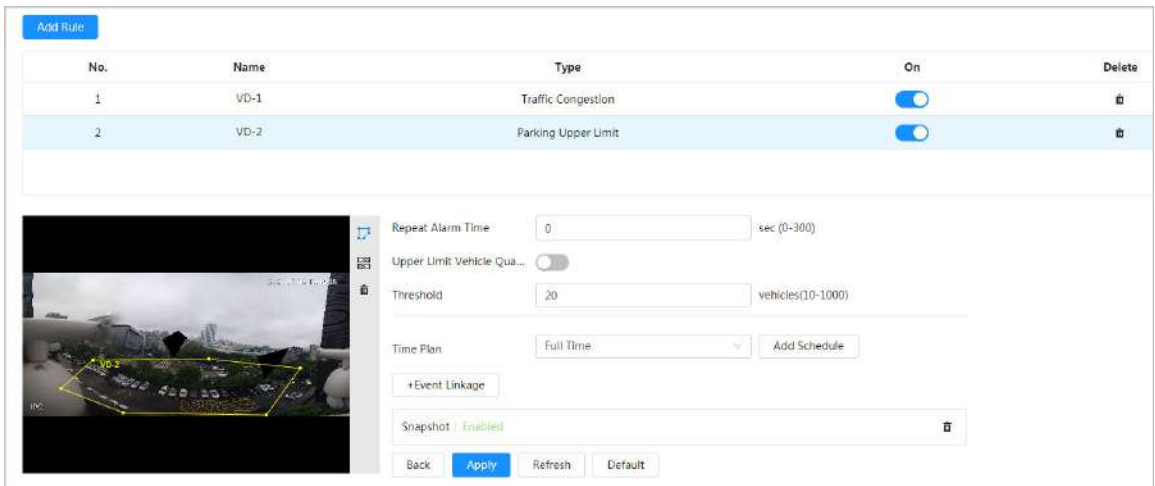 Add Rule
No. Name Type On Delete
1 VD-1 Traffic Congestion
2 VD-2 Parking Upper Limit
Repeat Alarm Time 0 sec (0-300)
Upper Limit Vehicle Qua...
Threshold 20 vehicles(10-1000)
Time Plan Full Time Add Schedule
VD-2
+Event Linkage
IPC
Snapshot | Enabled
Back Apply Refresh Default